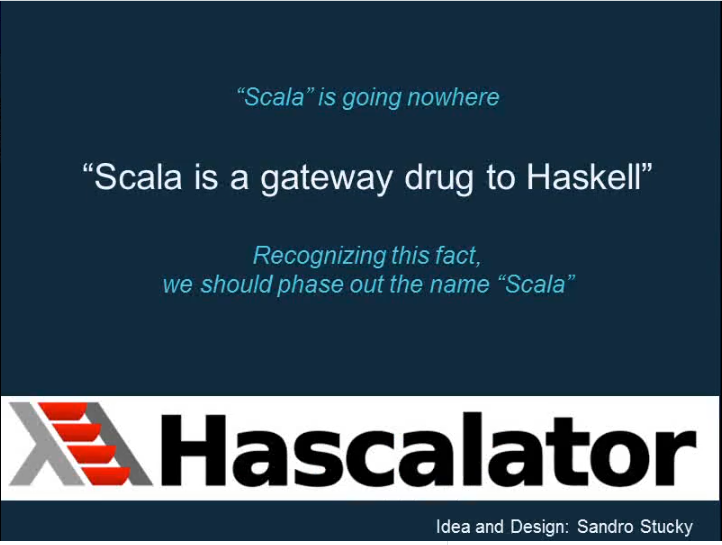 “Scala” is going nowhere
“Scala is a gateway drug to Haskell”
Recognizing this fact,
we should phase out the name “Scala”
Hascalator
Idea and Design: Sandro Stucky